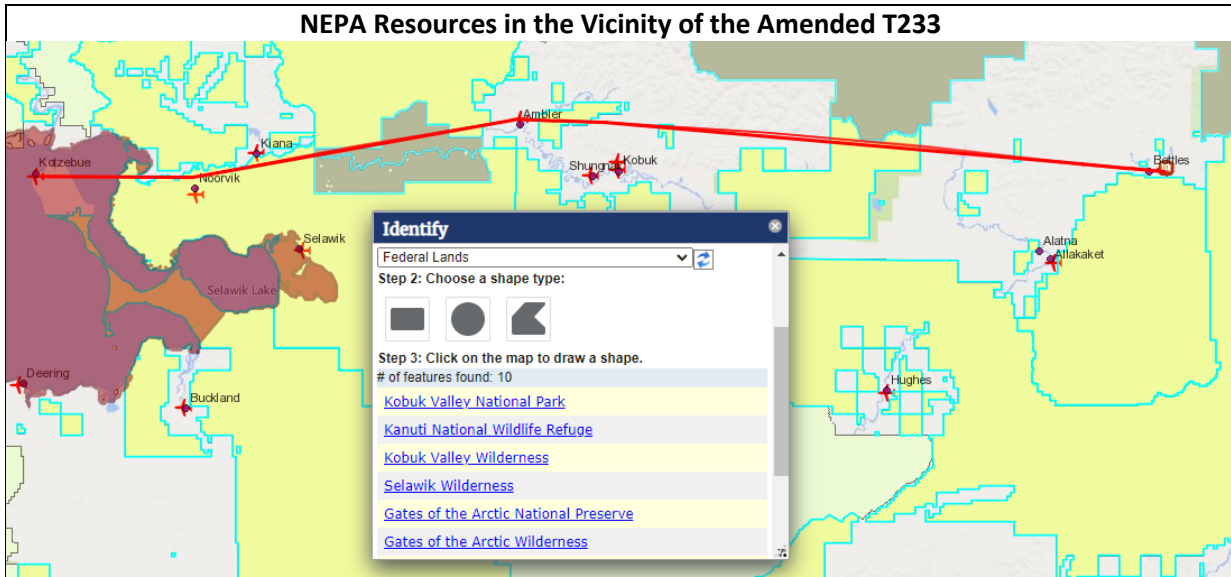 NEPA Resources in the Vicinity of the Amended T233
Ambler
Kiana
Kotzebue
Noorvik
Shungnak
Kobuk
Bettles
Selawik
Alatna
Allakaket
Selawik Lake
Deering
Buckland
Hughes
Identify
Federal Lands
Step 2: Choose a shape type:
Step 3: Click on the map to draw a shape.
# of features found: 10
Kobuk Valley National Park
Kanuti National Wildlife Refuge
Kobuk Valley Wilderness
Selawik Wilderness
Gates of the Arctic National Preserve
Gates of the Arctic Wilderness